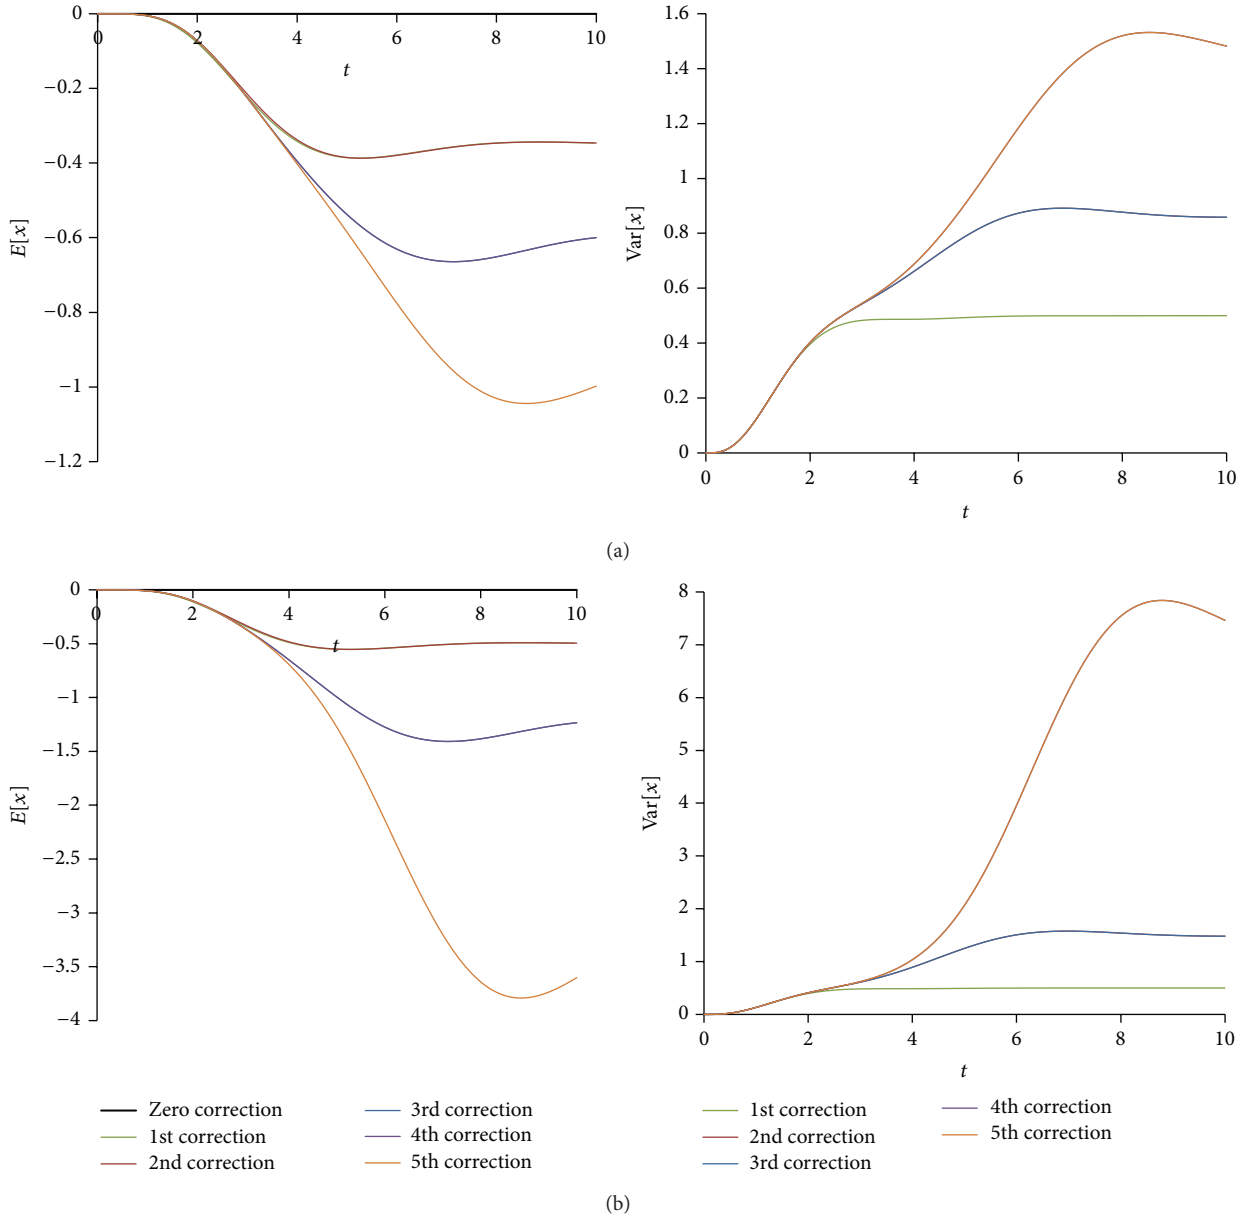 0
−0.2
−0.4
−0.6
−0.8
−1
−1.2
0 2 4 6 8 10
t
E[x]
1.6
1.4
1.2
1
0.8
0.6
0.4
0.2
0
0 2 4 6 8 10
t
Var[x]
(a)
0
−0.5
−1
−1.5
−2
−2.5
−3
−3.5
−4
0 2 4 6 8 10
t
E[x]
8
7
6
5
4
3
2
1
0
0 2 4 6 8 10
t
Var[x]
Zero correction
1st correction
2nd correction
3rd correction
4th correction
5th correction
1st correction
2nd correction
3rd correction
4th correction
5th correction
(b)